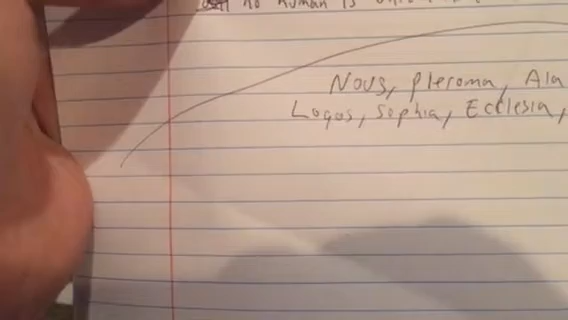 no human is
Nous, pleroma, Ala
Logos, Sophia, Ecclesia,